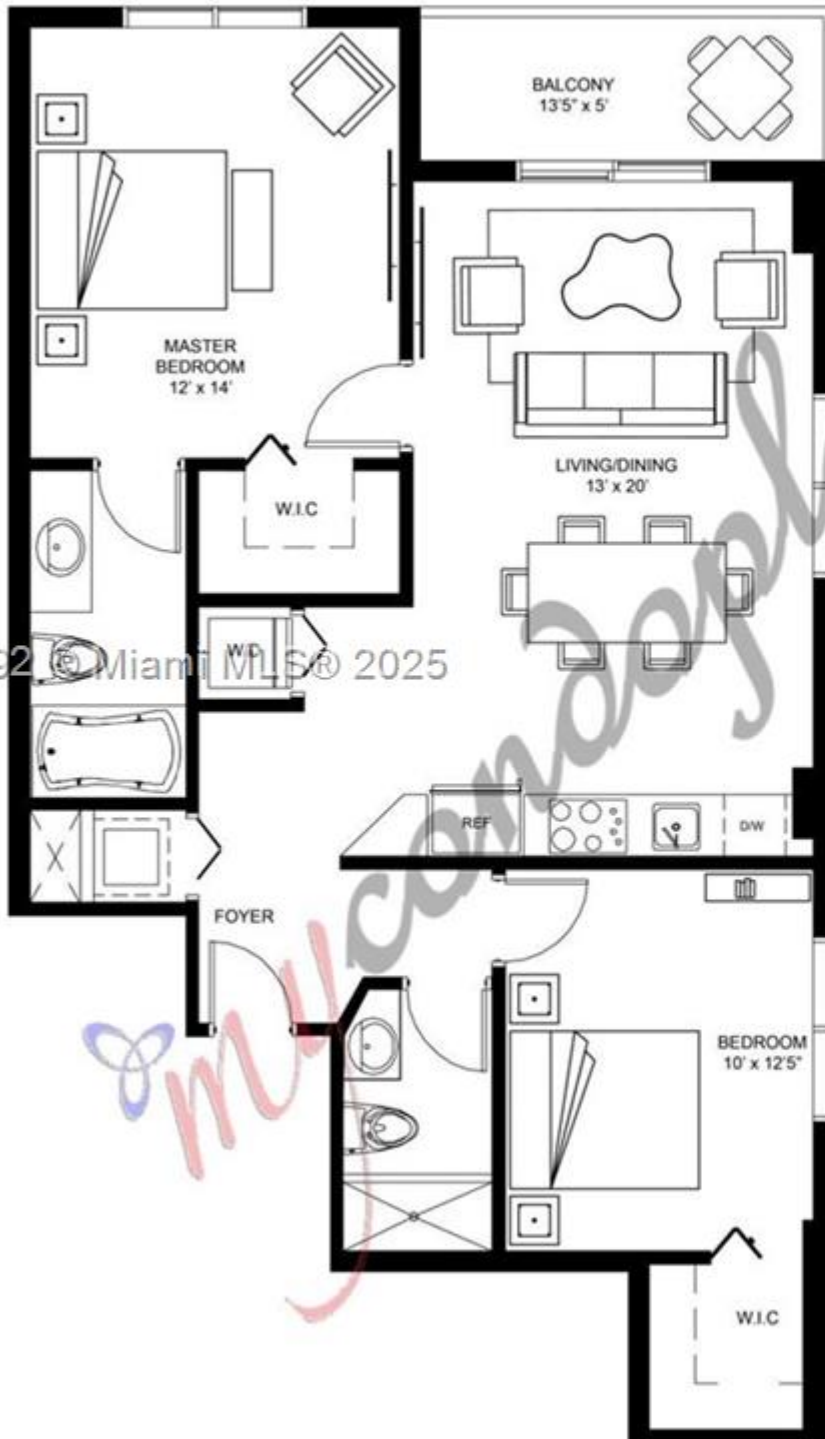 BALCONY
13'5" x 5'
MASTER
BEDROOM
12' x 14'
LIVING/DINING
13' x 20'
W.I.C
W/D
92 © Miami MLS® 2025
REF
D/W
FOYER
mycondopl
BEDROOM
10' x 12'5"
W.I.C